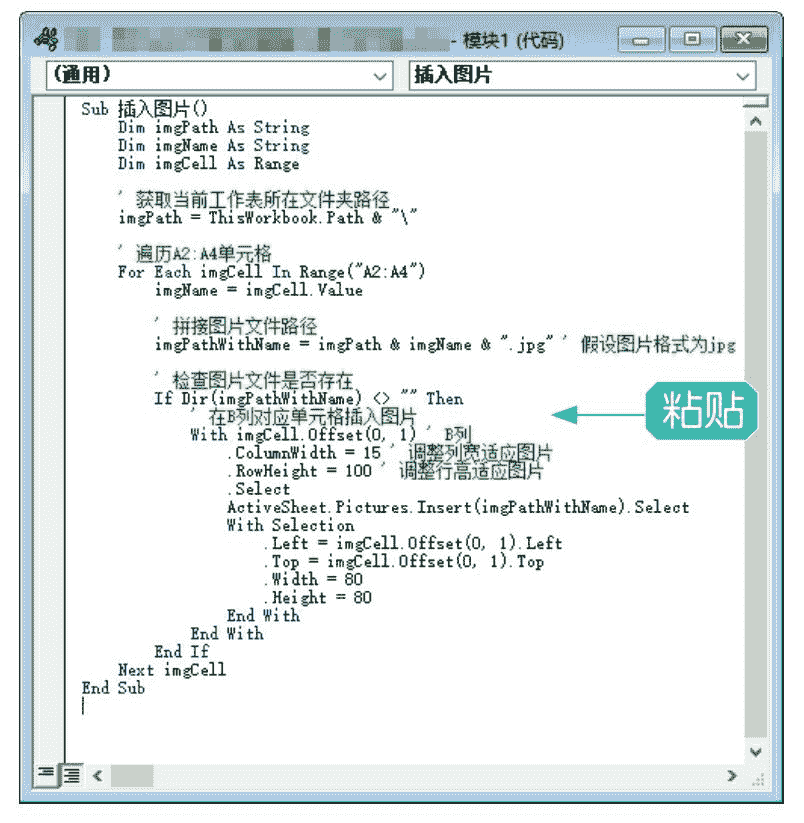 - 模块1 (代码)
(通用)
插入图片
Sub 插入图片()
    Dim imgPath As String
    Dim imgName As String
    Dim imgCell As Range

    ' 获取当前工作表所在文件夹路径
    imgPath = ThisWorkbook.Path & "\"

    ' 遍历A2:A4单元格
    For Each imgCell In Range("A2:A4")
        imgName = imgCell.Value

        ' 拼接图片文件路径
        imgPathWithName = imgPath & imgName & ".jpg" ' 假设图片格式为jpg

        ' 检查图片文件是否存在
        If Dir(imgPathWithName) <> "" Then
            ' 在B列对应单元格插入图片
            With imgCell.Offset(0, 1) ' B列
                .ColumnWidth = 15 ' 调整列宽适应图片
                .RowHeight = 100 ' 调整行高适应图片
                .Select
                ActiveSheet.Pictures.Insert(imgPathWithName).Select
                With Selection
                    .Left = imgCell.Offset(0, 1).Left
                    .Top = imgCell.Offset(0, 1).Top
                    .Width = 80
                    .Height = 80
                End With
            End With
        End If
    Next imgCell
End Sub
粘贴